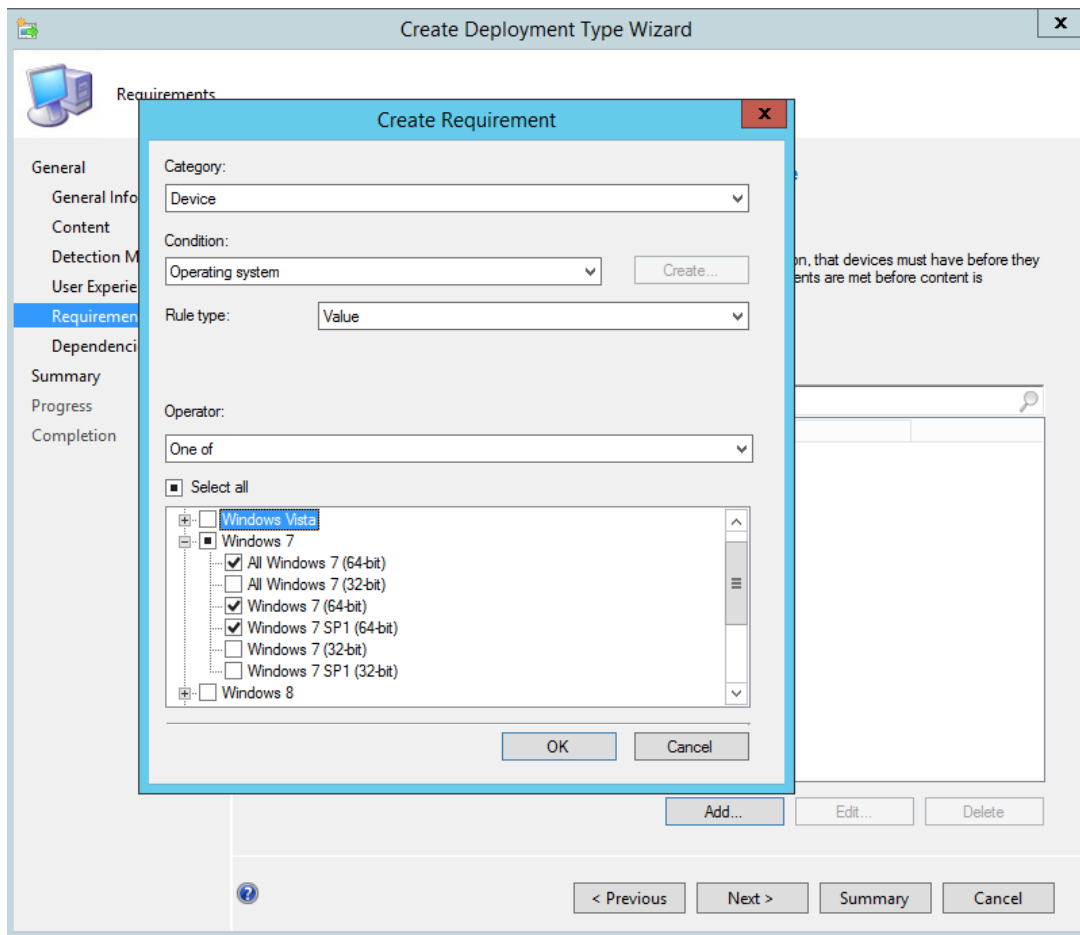 Create Deployment Type Wizard
x
Requirements
Create Requirement
x
General
General Info
Content
Detection M
User Experie
Requiremen
Dependenci
Summary
Progress
Completion
Category:
Device
Condition:
Operating system
Create...
Rule type:
Value
Operator:
One of
Select all
Windows Vista
Windows 7
All Windows 7 (64-bit)
All Windows 7 (32-bit)
Windows 7 (64-bit)
Windows 7 SP1 (64-bit)
Windows 7 (32-bit)
Windows 7 SP1 (32-bit)
Windows 8
OK
Cancel
on, that devices must have before they
ents are met before content is
Add...
Edit...
Delete
?
< Previous
Next >
Summary
Cancel